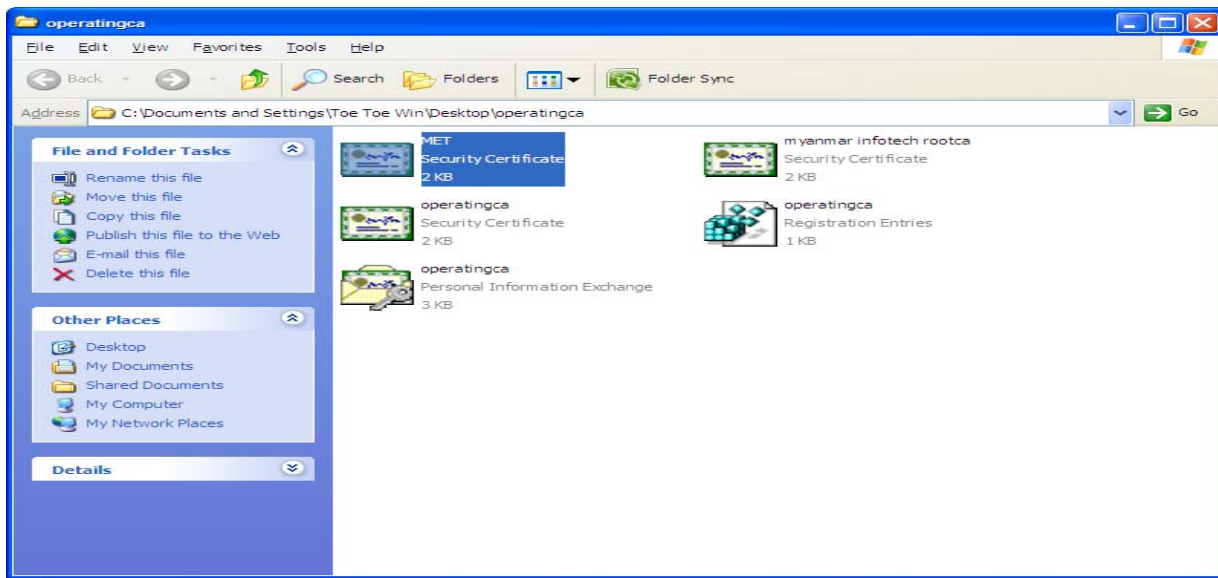 operatingca
File Edit View Favorites Tools Help
Back Search Folders Folder Sync
Address C:\Documents and Settings\Toe Toe Win\Desktop\operatingca Go
File and Folder Tasks
Rename this file
Move this file
Copy this file
Publish this file to the Web
E-mail this file
Delete this file
Other Places
Desktop
My Documents
Shared Documents
My Computer
My Network Places
Details
MET
Security Certificate
2 KB
myanmar infotech rootca
Security Certificate
2 KB
operatingca
Security Certificate
2 KB
operatingca
Registration Entries
1 KB
operatingca
Personal Information Exchange
3 KB